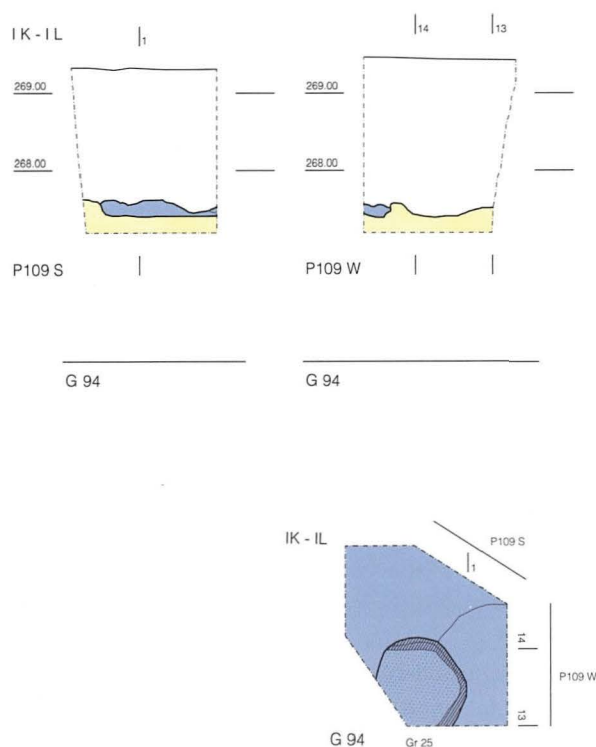 IK - IL
1
14
13
269.00
269.00
268.00
268.00
P109 S
P109 W
G 94
G 94
IK - IL
P109 S
1
14
P109 W
13
G 94
Gr 25